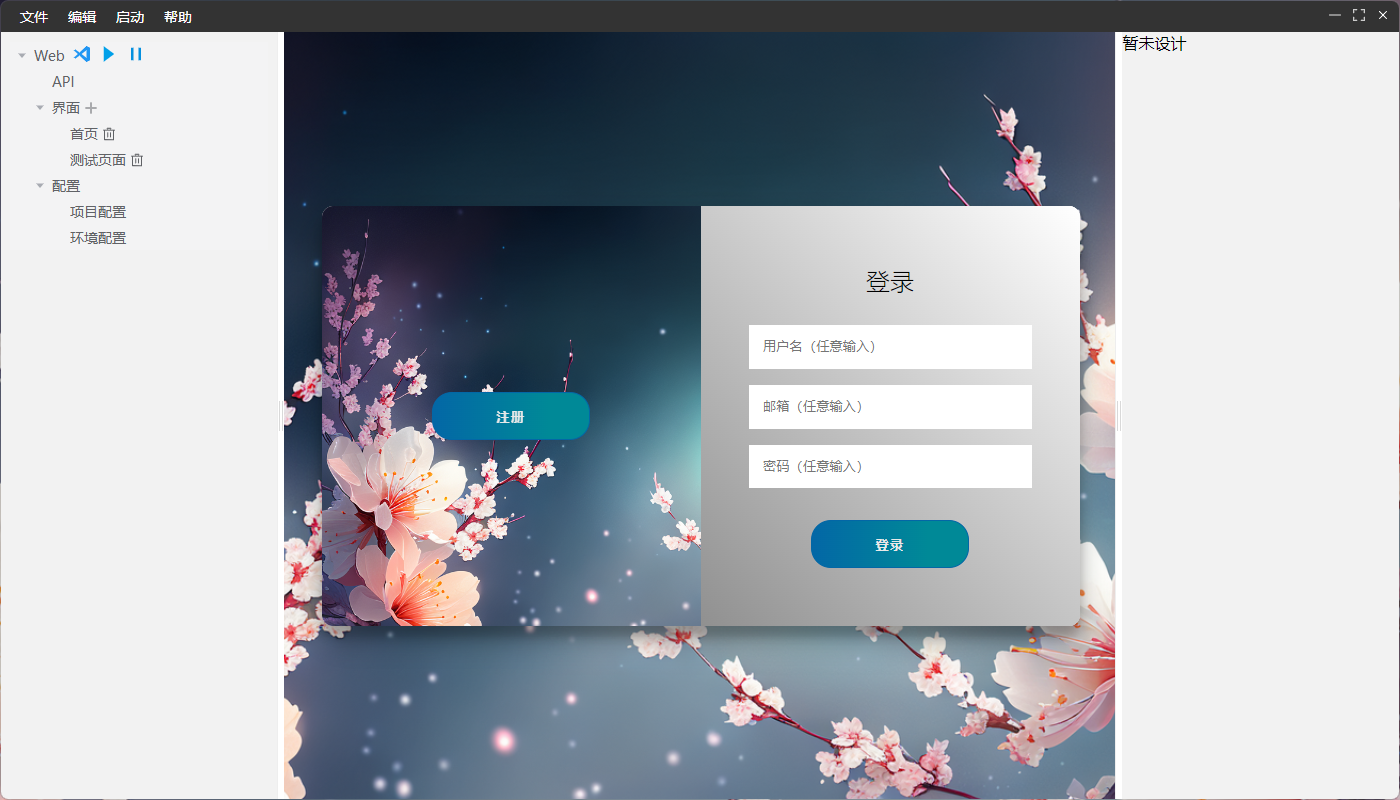 文件 编辑 启动 帮助
Web
API
界面
首页
测试页面
配置
项目配置
环境配置
注册
登录
用户名（任意输入）
邮箱（任意输入）
密码（任意输入）
登录
暂未设计